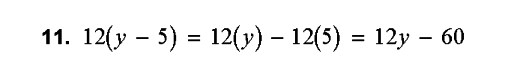 11. 12(y − 5) = 12(y) − 12(5) = 12y − 60